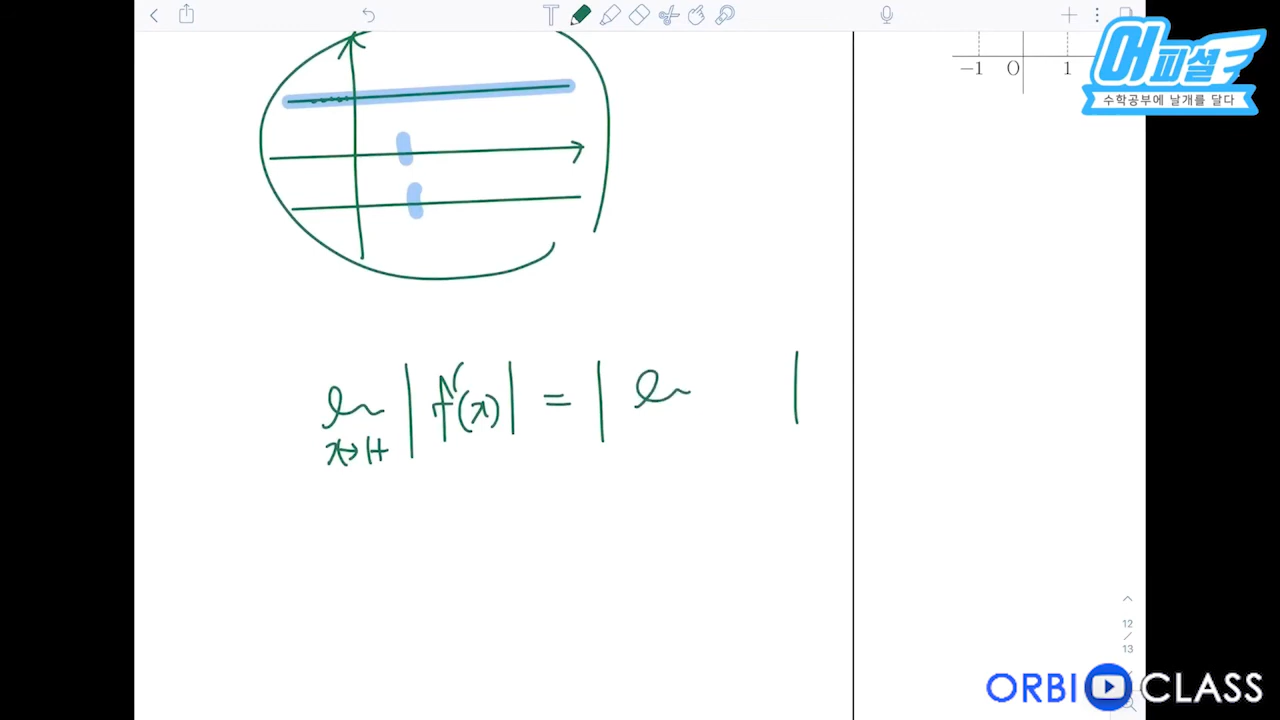 -1 O 1
어피셜
수학공부에 날개를 달다
lim | f'(x) | = | lim |
x→1+
12
/
13
ORBI CLASS